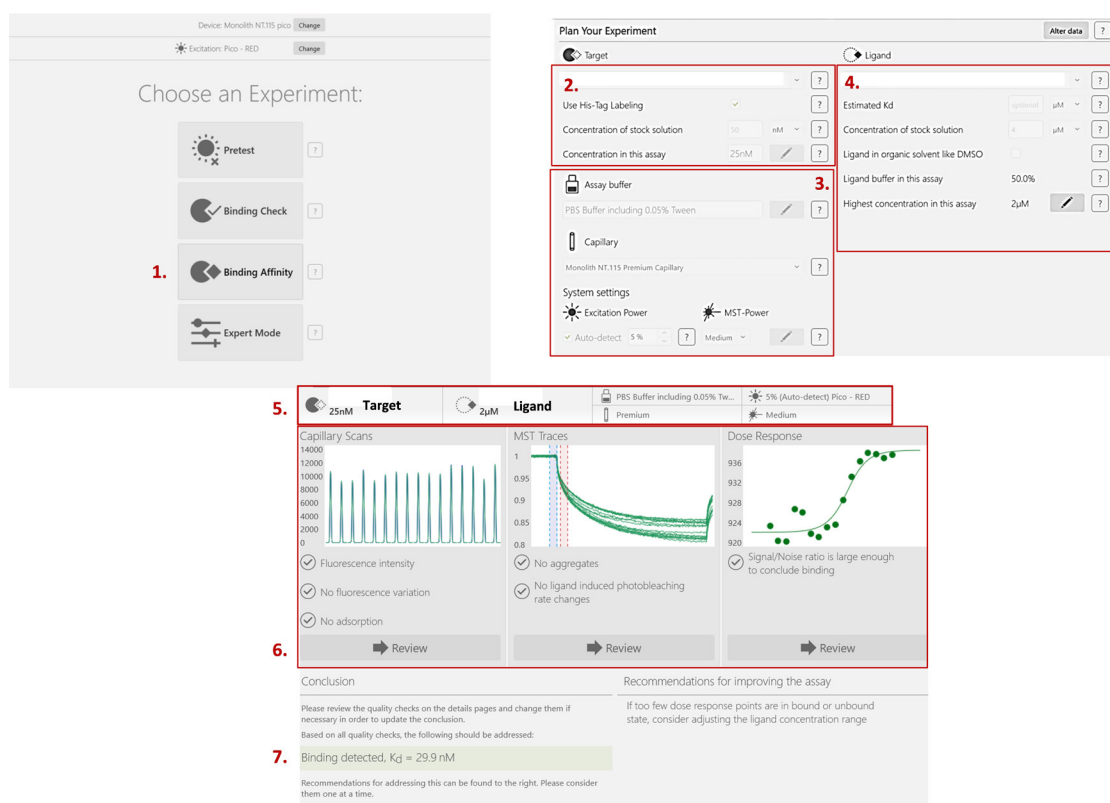 Device: Monolith NT.115 pico Change
Excitation: Pico - RED Change
Choose an Experiment:
Pretest ?
Binding Check ?
1. Binding Affinity ?
Expert Mode ?
Plan Your Experiment Alter data ?
Target
2. ?
Use His-Tag Labeling ?
Concentration of stock solution 50 nM ?
Concentration in this assay 25nM ?
3.
Assay buffer
PBS Buffer including 0.05% Tween ?
Capillary
Monolith NT.115 Premium Capillary ?
System settings
Excitation Power MST-Power
Auto-detect 5 % ? Medium ?
Ligand
4. ?
Estimated Kd optional µM ?
Concentration of stock solution 4 µM ?
Ligand in organic solvent like DMSO ?
Ligand buffer in this assay 50.0% ?
Highest concentration in this assay 2µM ?
5. 25nM Target 2µM Ligand
PBS Buffer including 0.05% Tw... 5% (Auto-detect) Pico - RED
Premium Medium
Capillary Scans
14000
12000
10000
8000
6000
4000
2000
0
Fluorescence intensity
No fluorescence variation
No adsorption
6. Review
MST Traces
1
0.95
0.9
0.85
0.8
No aggregates
No ligand induced photobleaching
rate changes
Review
Dose Response
936
932
928
924
920
Signal/Noise ratio is large enough
to conclude binding
Review
Conclusion
Please review the quality checks on the details pages and change them if
necessary in order to update the conclusion.
Based on all quality checks, the following should be addressed:
7. Binding detected, Kd = 29.9 nM
Recommendations for addressing this can be found to the right. Please consider
them one at a time.
Recommendations for improving the assay
If too few dose response points are in bound or unbound
state, consider adjusting the ligand concentration range